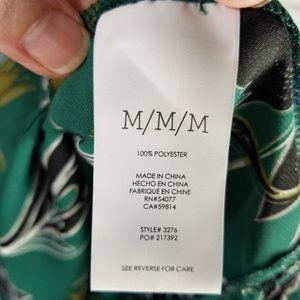 M/M/M
100% POLYESTER
MADE IN CHINA
HECHO EN CHINA
FABRIQUÉ EN CHINE
RN#54077
CA#59814
STYLE# 3276
PO# 217392
SEE REVERSE FOR CARE